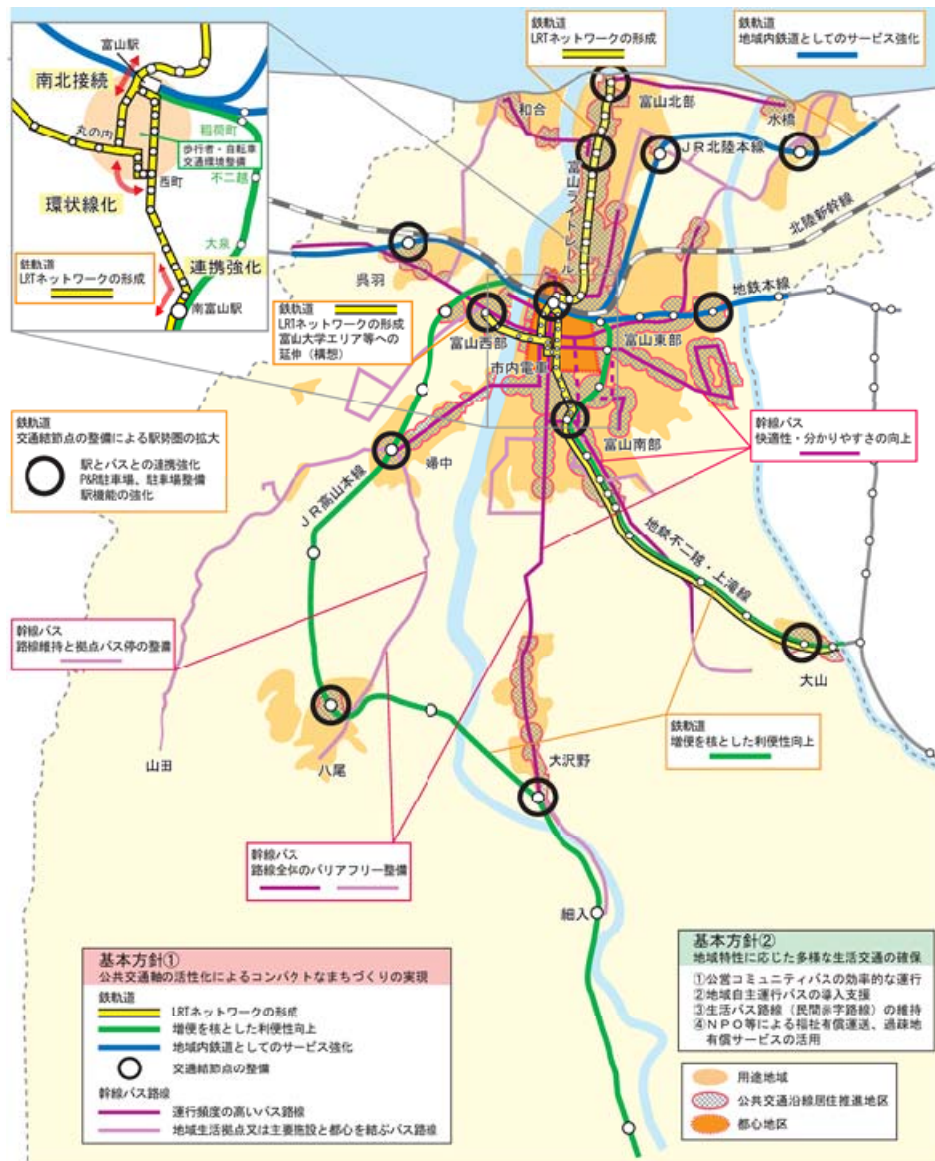 富山駅
南北接続
丸の内
稲荷町
歩行者・自転車
交通環境整備
不二越
西町
環状線化
大泉
連携強化
鉄軌道
LRTネットワークの形成
南富山駅
鉄軌道
LRTネットワークの形成
鉄軌道
地域内鉄道としてのサービス強化
富山北部
和合
水橋
JR北陸本線
富山ライトレール
北陸新幹線
呉羽
地鉄本線
鉄軌道
LRTネットワークの形成
富山大学エリア等への
延伸(構想)
富山西部
富山東部
市内電車
鉄軌道
交通結節点の整備による駅勢圏の拡大
駅とバスとの連携強化
P&R駐車場、駐車場整備
駅機能の強化
幹線バス
快適性・分かりやすさの向上
富山南部
婦中
JR高山本線
地鉄不二越・上滝線
幹線バス
路線維持と拠点バス停の整備
大山
鉄軌道
増便を核とした利便性向上
山田
八尾
大沢野
幹線バス
路線全体のバリアフリー整備
細入
基本方針①
公共交通軸の活性化によるコンパクトなまちづくりの実現
鉄軌道
LRTネットワークの形成
増便を核とした利便性向上
地域内鉄道としてのサービス強化
交通結節点の整備
幹線バス路線
運行頻度の高いバス路線
地域生活拠点又は主要施設と都心を結ぶバス路線
基本方針②
地域特性に応じた多様な生活交通の確保
①公営コミュニティバスの効率的な運行
②地域自主運行バスの導入支援
③生活バス路線(民間赤字路線)の維持
④NPO等による福祉有償運送、過疎地
有償サービスの活用
用途地域
公共交通沿線居住推進地区
都心地区